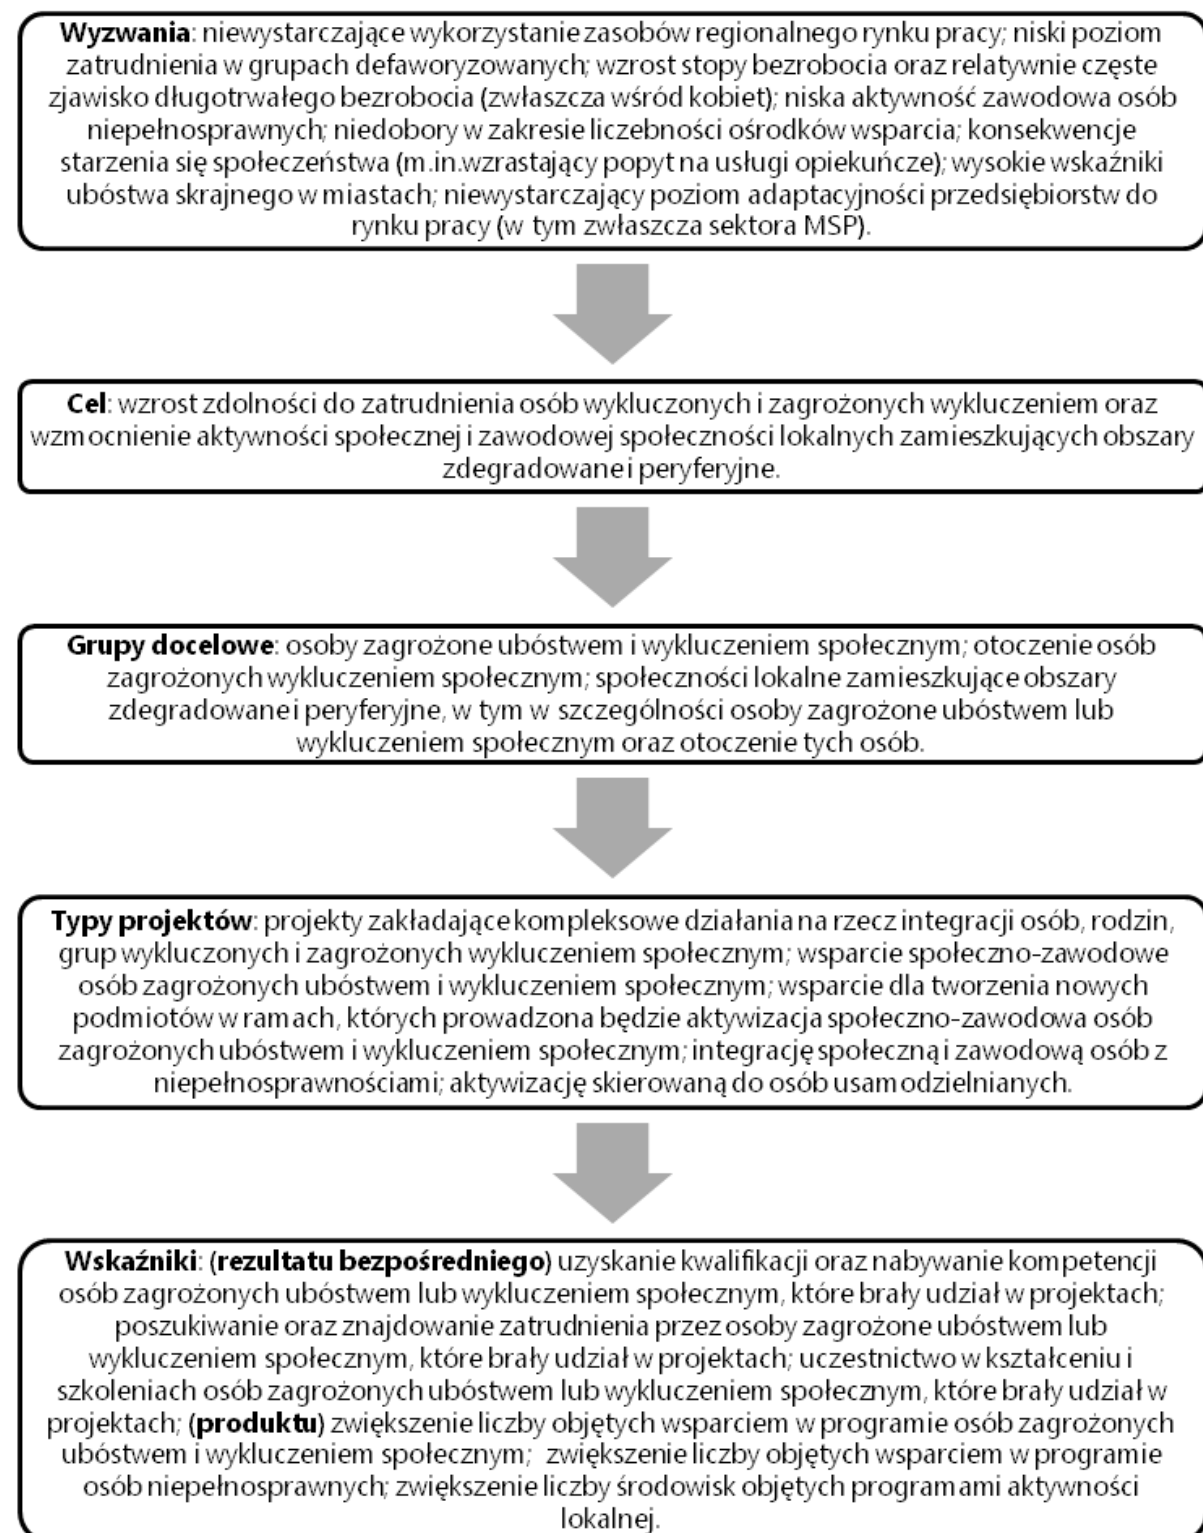 Wyzwania: niewystarczające wykorzystanie zasobów regionalnego rynku pracy; niski poziom
zatrudnienia w grupach defaworyzowanych; wzrost stopy bezrobocia oraz relatywnie częste
zjawisko długotrwałego bezrobocia (zwłaszcza wśród kobiet); niska aktywność zawodowa osób
niepełnosprawnych; niedobory w zakresie liczebności ośrodków wsparcia; konsekwencje
starzenia się społeczeństwa (m.in.wzrastający popyt na usługi opiekuńcze); wysokie wskaźniki
ubóstwa skrajnego w miastach; niewystarczający poziom adaptacyjności przedsiębiorstw do
rynku pracy (w tym zwłaszcza sektora MSP).
Cel: wzrost zdolności do zatrudnienia osób wykluczonych i zagrożonych wykluczeniem oraz
wzmocnienie aktywności społecznej i zawodowej społeczności lokalnych zamieszkujących obszary
zdegradowane i peryferyjne.
Grupy docelowe: osoby zagrożone ubóstwem i wykluczeniem społecznym; otoczenie osób
zagrożonych wykluczeniem społecznym; społeczności lokalne zamieszkujące obszary
zdegradowane i peryferyjne, w tym w szczególności osoby zagrożone ubóstwem lub
wykluczeniem społecznym oraz otoczenie tych osób.
Typy projektów: projekty zakładające kompleksowe działania na rzecz integracji osób, rodzin,
grup wykluczonych i zagrożonych wykluczeniem społecznym; wsparcie społeczno-zawodowe
osób zagrożonych ubóstwem i wykluczeniem społecznym; wsparcie dla tworzenia nowych
podmiotów w ramach, których prowadzona będzie aktywizacja społeczno-zawodowa osób
zagrożonych ubóstwem i wykluczeniem społecznym; integrację społeczną i zawodową osób z
niepełnosprawnościami; aktywizację skierowaną do osób usamodzielnianych.
Wskaźniki: (rezultatu bezpośredniego) uzyskanie kwalifikacji oraz nabywanie kompetencji
osób zagrożonych ubóstwem lub wykluczeniem społecznym, które brały udział w projektach;
poszukiwanie oraz znajdowanie zatrudnienia przez osoby zagrożone ubóstwem lub
wykluczeniem społecznym, które brały udział w projektach; uczestnictwo w kształceniu i
szkoleniach osób zagrożonych ubóstwem lub wykluczeniem społecznym, które brały udział w
projektach; (produktu) zwiększenie liczby objętych wsparciem w programie osób zagrożonych
ubóstwem i wykluczeniem społecznym; zwiększenie liczby objętych wsparciem w programie
osób niepełnosprawnych; zwiększenie liczby środowisk objętych programami aktywności
lokalnej.